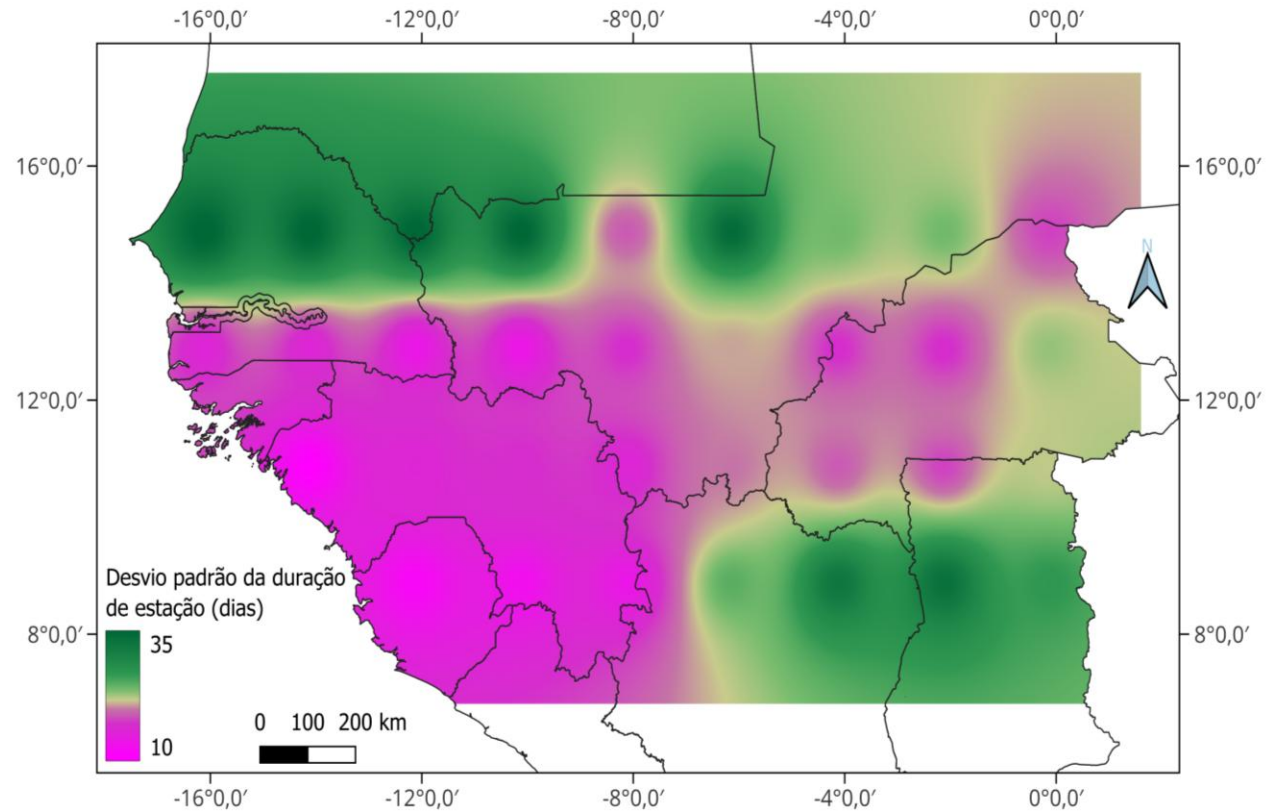 -16°0,0′ -12°0,0′ -8°0,0′ -4°0,0′ 0°0,0′
N
16°0,0′ 16°0,0′
12°0,0′ 12°0,0′
8°0,0′ 8°0,0′
Desvio padrão da duração
de estação (dias)
35
10
0 100 200 km
-16°0,0′ -12°0,0′ -8°0,0′ -4°0,0′ 0°0,0′